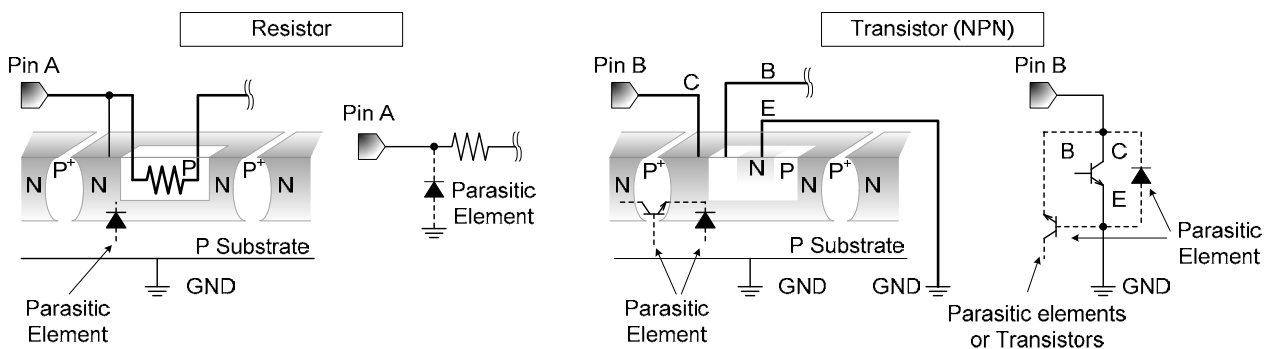 Resistor
Pin A
N
P+
N
P
N
P+
N
P Substrate
GND
Parasitic
Element
Pin A
Parasitic
Element
Transistor (NPN)
Pin B
C
B
E
N
P+
N
N
P
N
P+
N
P Substrate
GND
GND
Parasitic
Element
Pin B
B
C
E
Parasitic
Element
GND
Parasitic elements
or Transistors